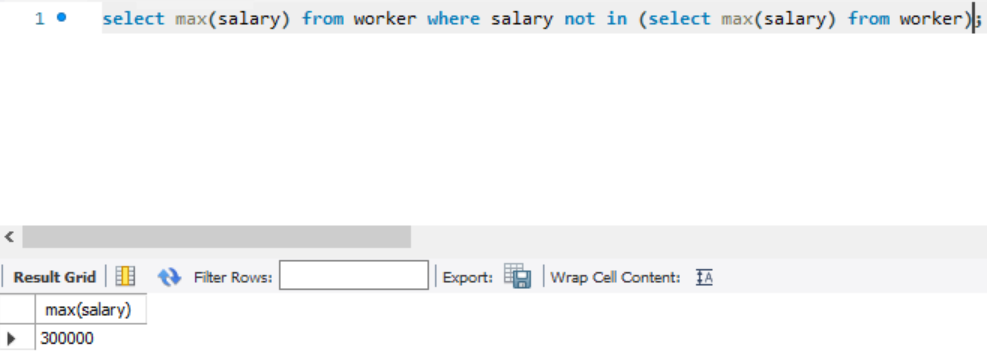 1 select max(salary) from worker where salary not in (select max(salary) from worker);
Result Grid Filter Rows: Export: Wrap Cell Content:
max(salary)
300000